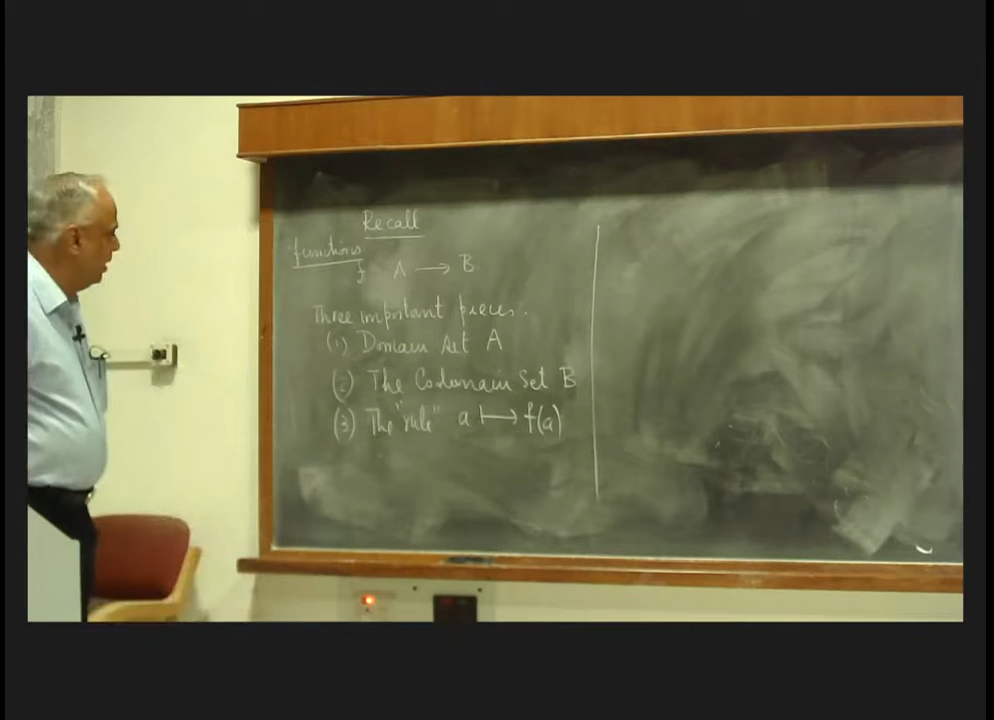 Recall
functions
f A ⟶ B
Three important pieces:
(1) Domain set A
(2) The Codomain Set B
(3) The "rule" a ⟼ f(a)